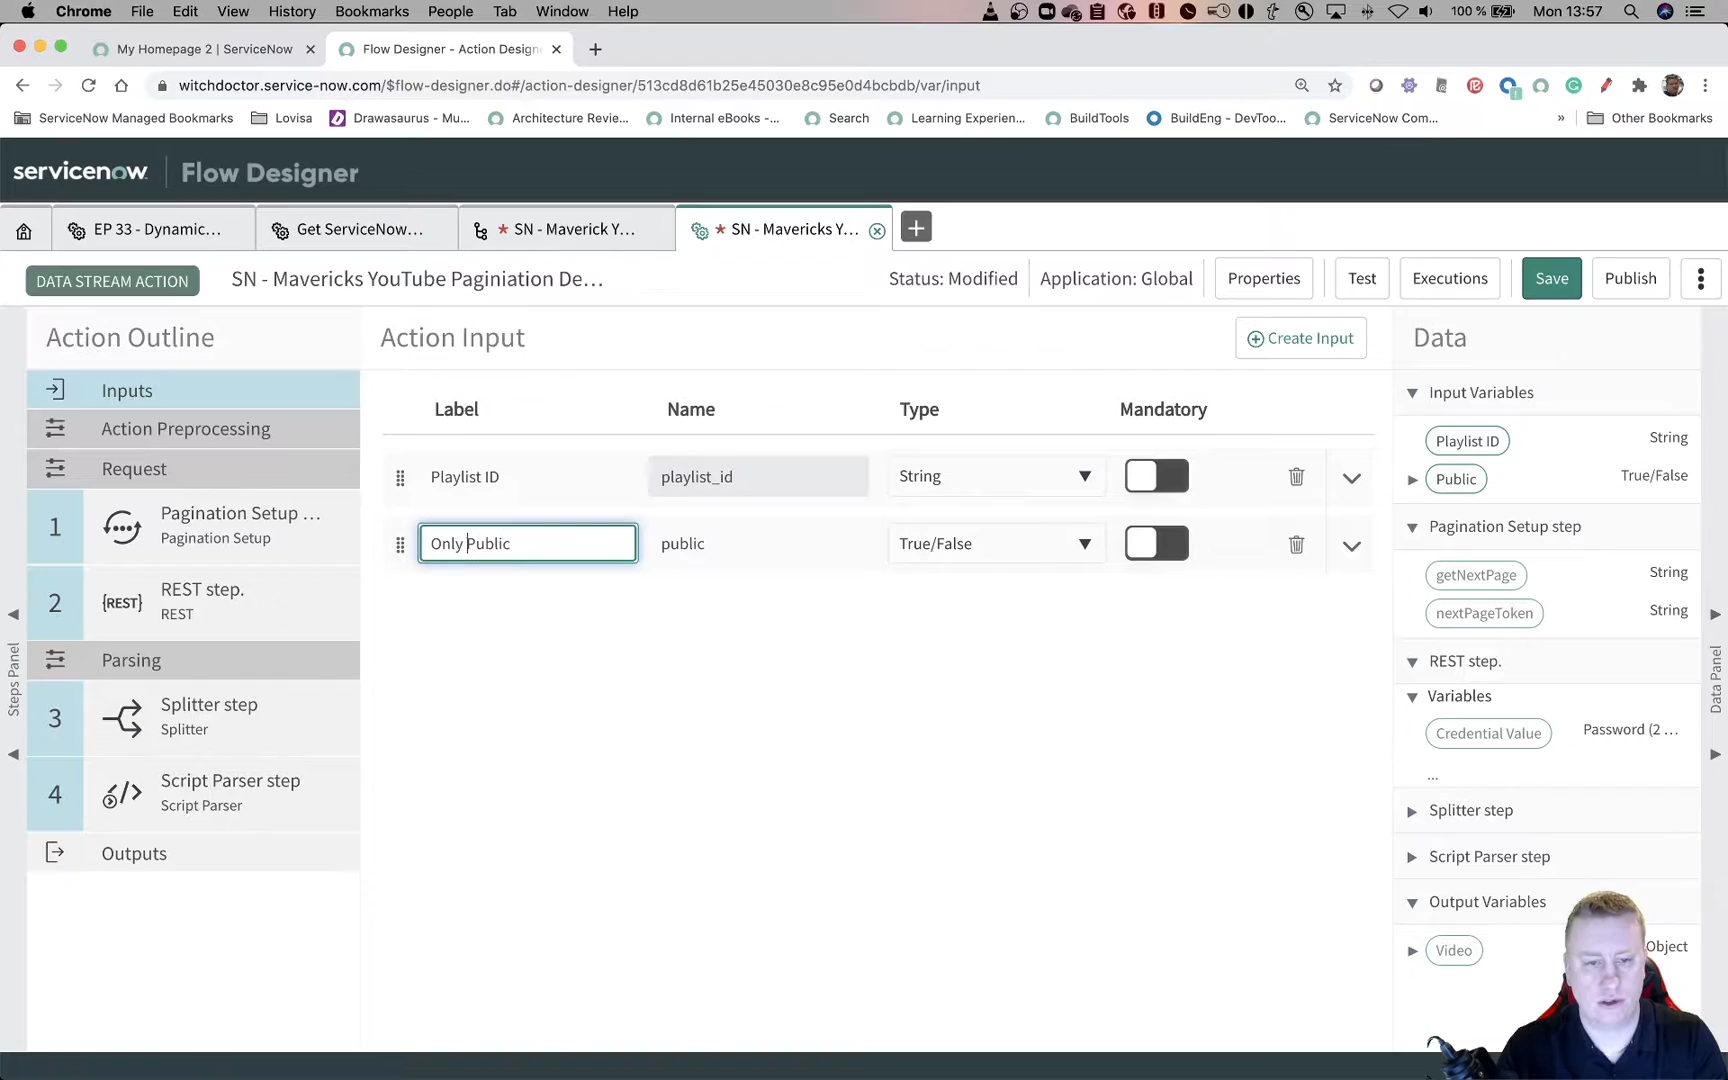 Chrome File Edit View History Bookmarks People Tab Window Help 100 % Mon 13:57
My Homepage 2 | ServiceNow Flow Designer - Action Design
witchdoctor.service-now.com/$flow-designer.do#/action-designer/513cd8d61b25e45030e8c95e0d4bcbdb/var/input
ServiceNow Managed Bookmarks Lovisa Drawasaurus - Mu... Architecture Revie... Internal eBooks -... Search Learning Experien... BuildTools BuildEng - DevToo... ServiceNow Com... » Other Bookmarks
servicenow Flow Designer
EP 33 - Dynamic... Get ServiceNow... * SN - Maverick Y... * SN - Mavericks Y...
DATA STREAM ACTION SN - Mavericks YouTube Paginiation De... Status: Modified Application: Global Properties Test Executions Save Publish
Action Outline Action Input Create Input Data
Inputs
Action Preprocessing
Request
1 Pagination Setup ...
Pagination Setup
2 {REST} REST step.
REST
Parsing
3 Splitter step
Splitter
4 Script Parser step
Script Parser
Outputs
Steps Panel
Label Name Type Mandatory
Playlist ID playlist_id String
Only Public public True/False
Input Variables
Playlist ID String
Public True/False
Pagination Setup step
getNextPage String
nextPageToken String
REST step.
Variables
Credential Value Password (2 ...
...
Splitter step
Script Parser step
Output Variables
Video Object
Data Panel